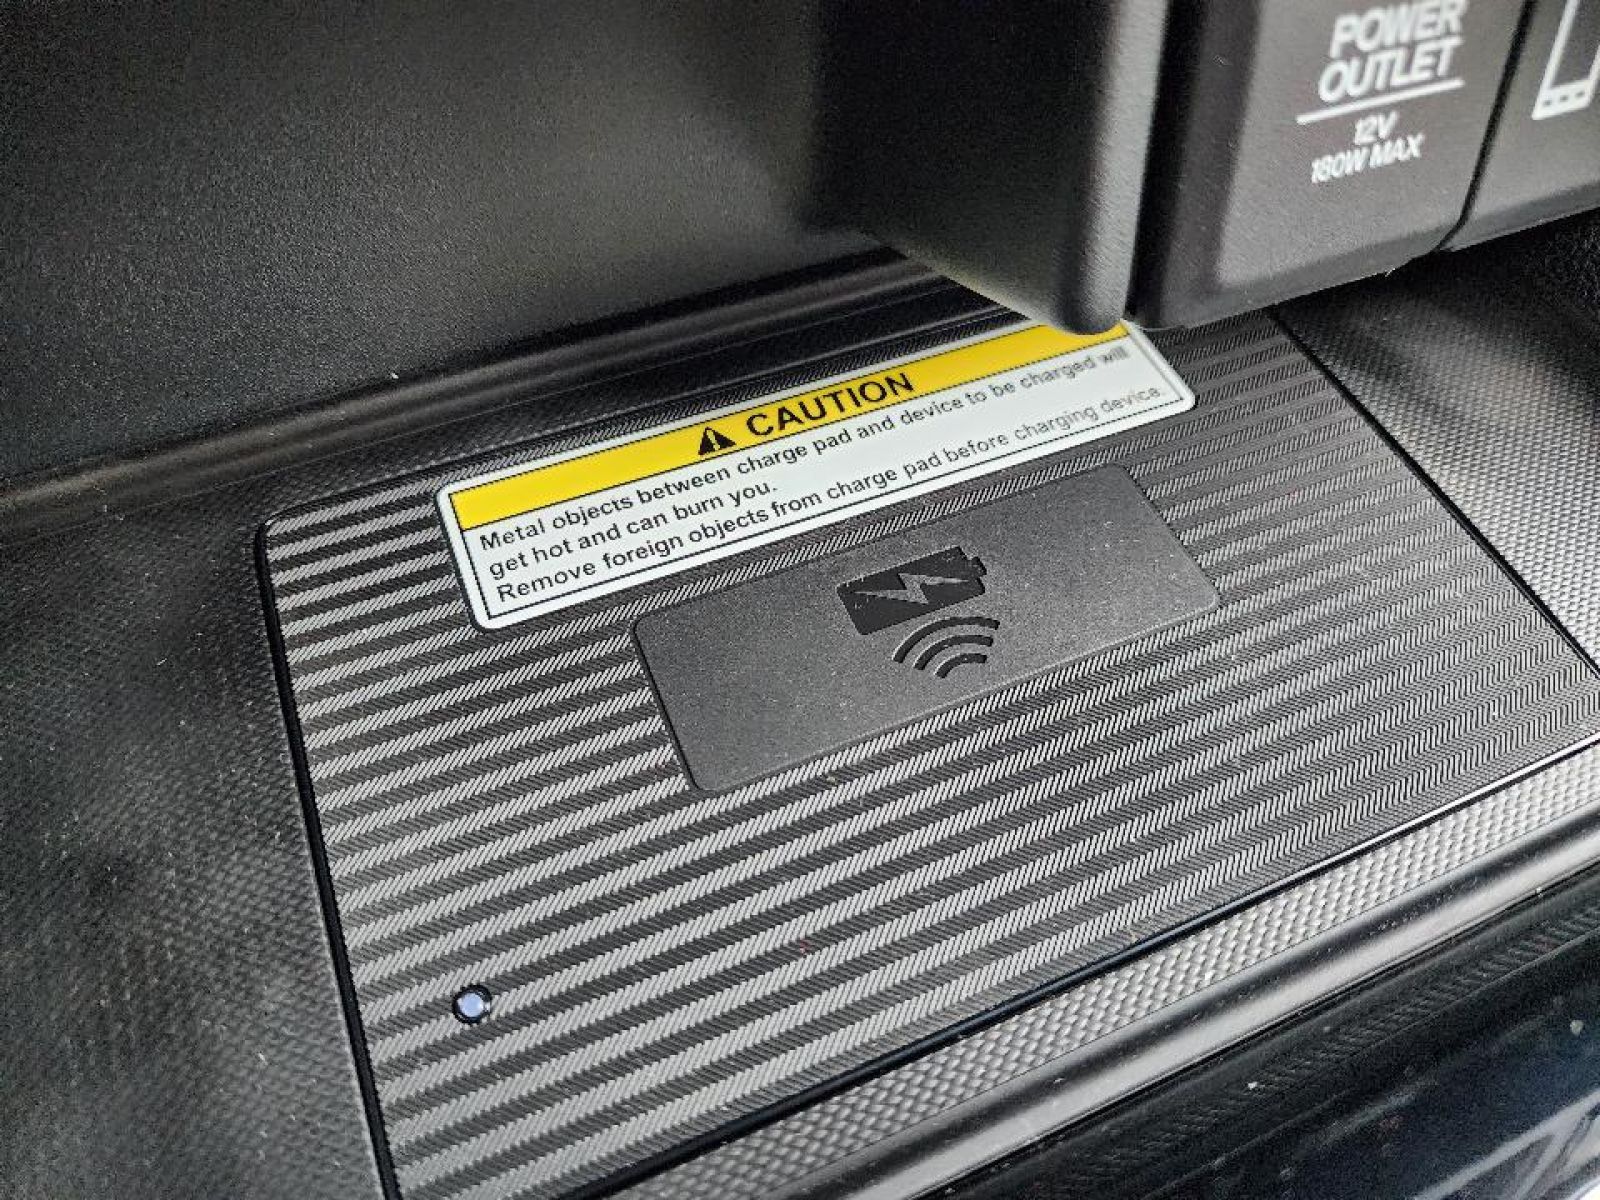 POWER
OUTLET
12V
180W MAX
CAUTION
Metal objects between charge pad and device to be charged will
get hot and can burn you.
Remove foreign objects from charge pad before charging device.